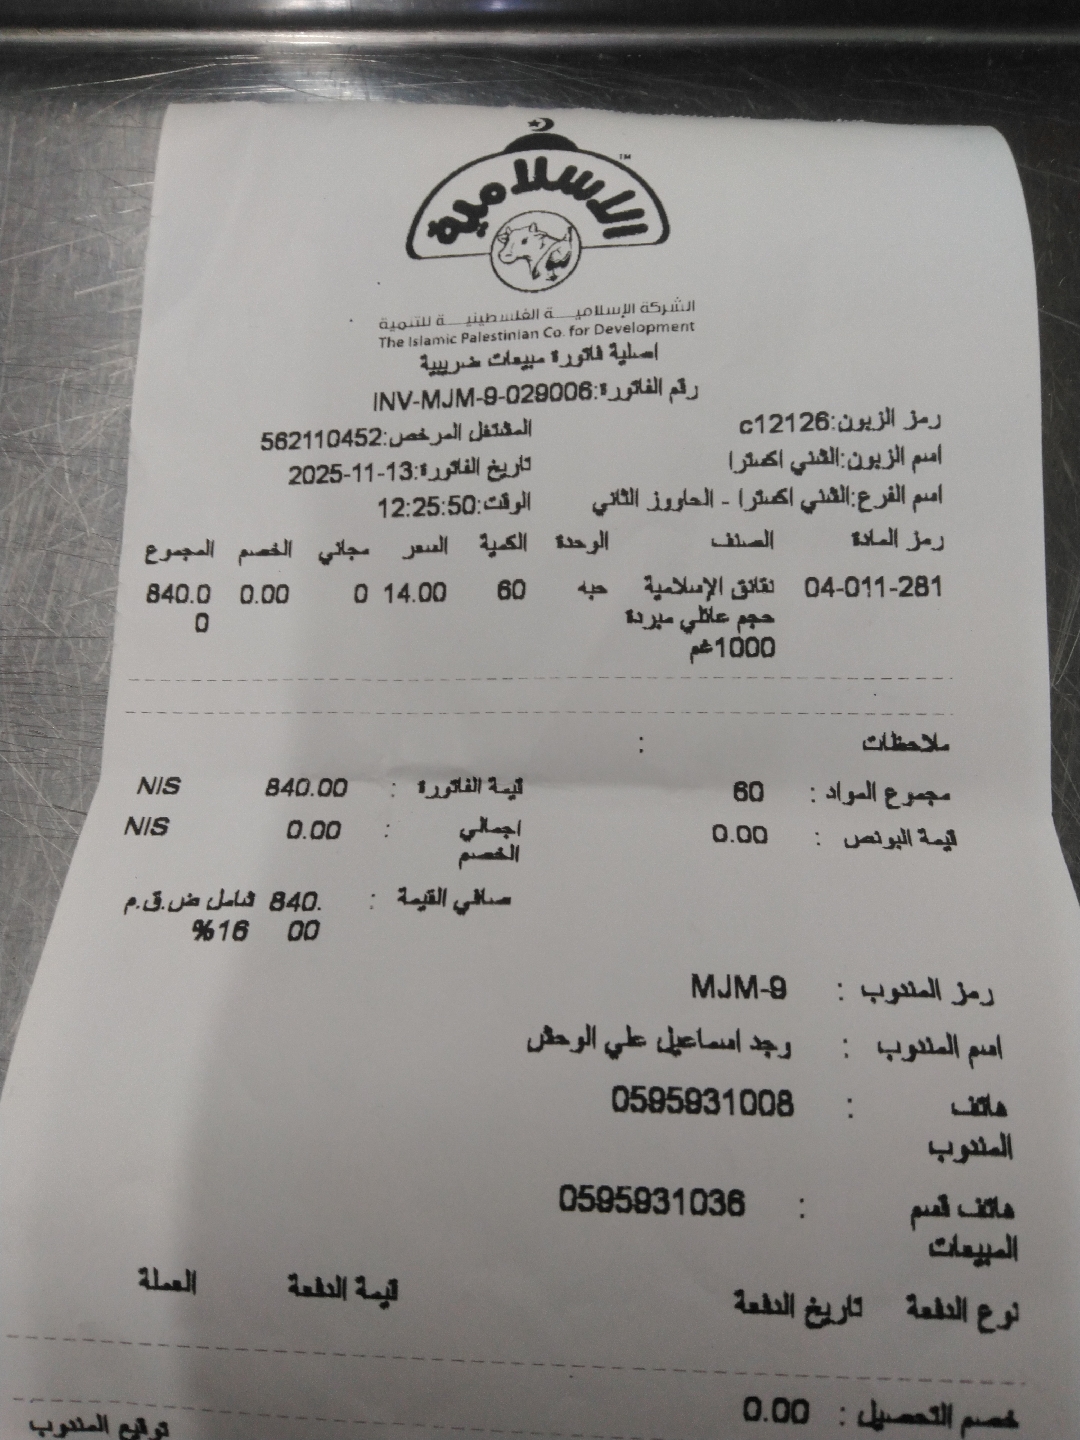 الاسلامية
TM
الشركة الإسلاميـــة الفلسـطينيـــة للتنمية
The Islamic Palestinian Co. for Development
اصلية فاتورة مبيعات ضريبية
رقم الفاتورة:INV-MJM-9-029006
رمز الزبون:c12126 المشتغل المرخص:562110452
اسم الزبون:الشني اكسترا تاريخ الفاتورة:2025-11-13
اسم الفرع:الشني اكسترا - الحاووز الثاني الوقت:12:25:50
رمز المادة الصنف الوحدة الكمية السعر مجاني الخصم المجموع
04-011-281 نقانق الإسلامية حبه 60 14.00 0 0.00 840.0
حجم عائلي مبردة 0
1000غم
ملاحظات :
مجموع المواد : 60 قيمة الفاتورة : 840.00 N/S
قيمة البونص : 0.00 اجمالي : 0.00 N/S
الخصم
صافي القيمة : 840. شامل ض.ق.م
00 16%
رمز المندوب : MJM-9
اسم المندوب : وجد اسماعيل علي الوحش
هاتف : 0595931008
المندوب
هاتف قسم : 0595931036
المبيعات
نوع الدفعة تاريخ الدفعة قيمة الدفعة العملة
خصم التحصيل : 0.00
توقيع المندوب